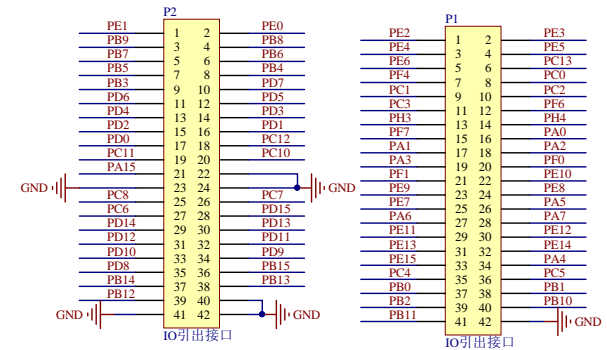 P2
PE1 1 2 PE0
PB9 3 4 PB8
PB7 5 6 PB6
PB5 7 8 PB4
PB3 9 10 PD7
PD6 11 12 PD5
PD4 13 14 PD3
PD2 15 16 PD1
PD0 17 18 PC12
PC11 19 20 PC10
PA15 21 22
GND 23 24 GND
PC8 25 26 PC7
PC6 27 28 PD15
PD14 29 30 PD13
PD12 31 32 PD11
PD10 33 34 PD9
PD8 35 36 PB15
PB14 37 38 PB13
PB12 39 40
GND 41 42 GND
IO引出接口
P1
PE2 1 2 PE3
PE4 3 4 PE5
PE6 5 6 PC13
PF4 7 8 PC0
PC1 9 10 PC2
PC3 11 12 PF6
PH3 13 14 PH4
PF7 15 16 PA0
PA1 17 18 PA2
PA3 19 20 PF0
PF1 21 22 PE10
PE9 23 24 PE8
PE7 25 26 PA5
PA6 27 28 PA7
PE11 29 30 PE12
PE13 31 32 PE14
PE15 33 34 PA4
PC4 35 36 PC5
PB0 37 38 PB1
PB2 39 40 PB10
PB11 41 42 GND
IO引出接口